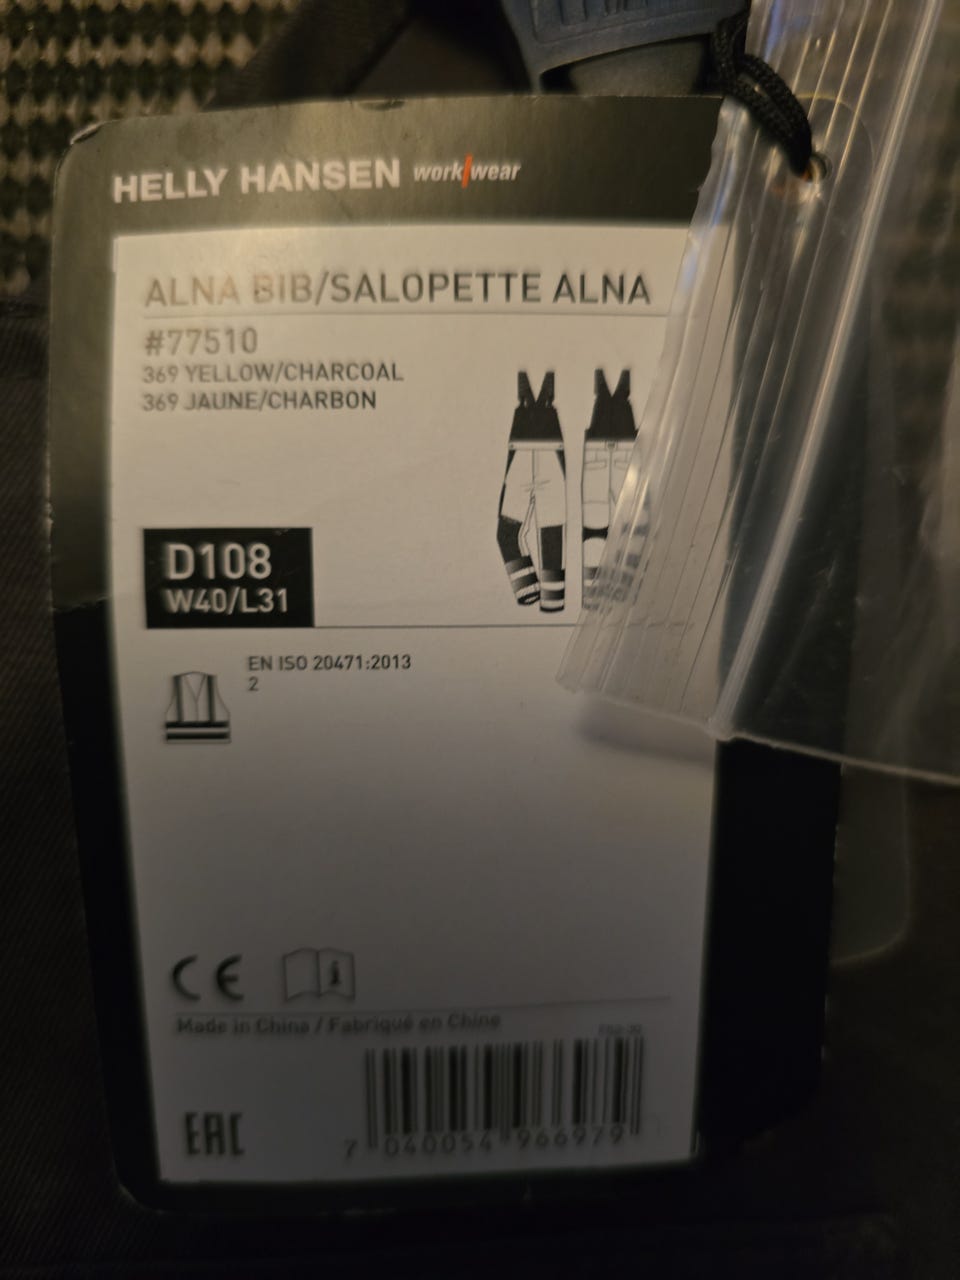 HELLY HANSEN work/wear
ALNA BIB/SALOPETTE ALNA
#77510
369 YELLOW/CHARCOAL
369 JAUNE/CHARBON
D108
W40/L31
EN ISO 20471:2013
2
CE
i
Made in China / Fabriqué en Chine
EAC
7 040054 966979